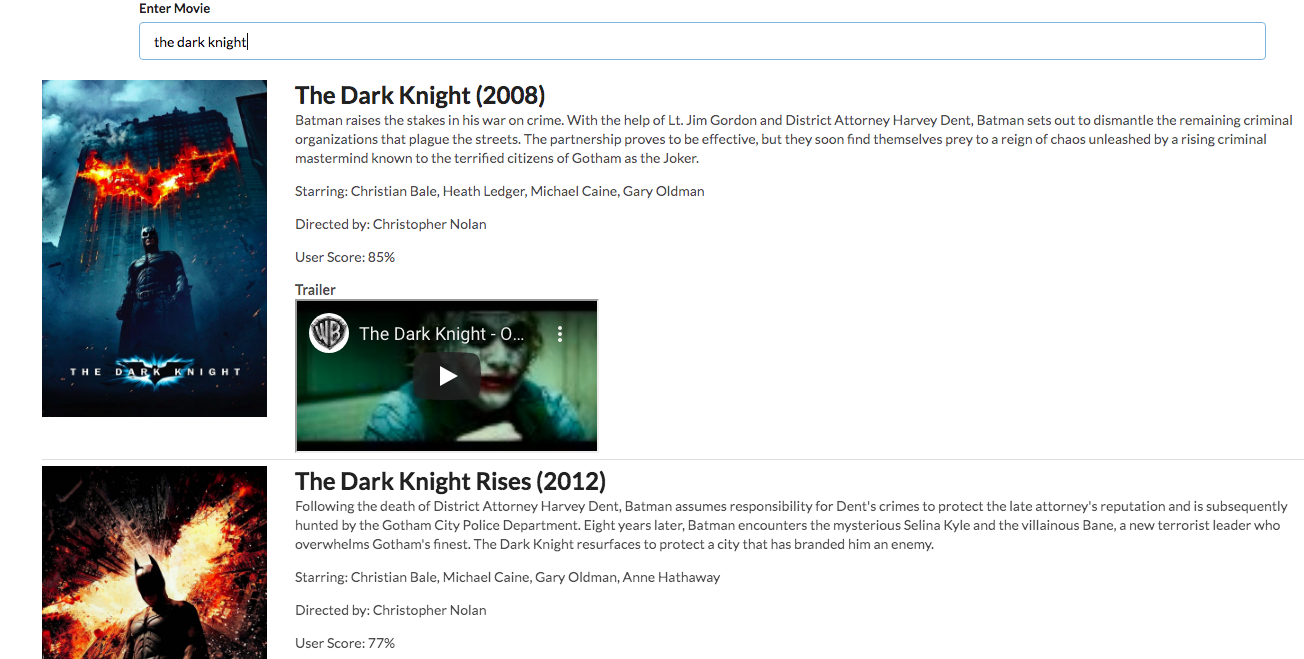 Enter Movie
the dark knight
The Dark Knight (2008)
Batman raises the stakes in his war on crime. With the help of Lt. Jim Gordon and District Attorney Harvey Dent, Batman sets out to dismantle the remaining criminal
organizations that plague the streets. The partnership proves to be effective, but they soon find themselves prey to a reign of chaos unleashed by a rising criminal
mastermind known to the terrified citizens of Gotham as the Joker.
Starring: Christian Bale, Heath Ledger, Michael Caine, Gary Oldman
Directed by: Christopher Nolan
User Score: 85%
Trailer
WB
The Dark Knight - O...
THE DARK KNIGHT
The Dark Knight Rises (2012)
Following the death of District Attorney Harvey Dent, Batman assumes responsibility for Dent's crimes to protect the late attorney's reputation and is subsequently
hunted by the Gotham City Police Department. Eight years later, Batman encounters the mysterious Selina Kyle and the villainous Bane, a new terrorist leader who
overwhelms Gotham's finest. The Dark Knight resurfaces to protect a city that has branded him an enemy.
Starring: Christian Bale, Michael Caine, Gary Oldman, Anne Hathaway
Directed by: Christopher Nolan
User Score: 77%